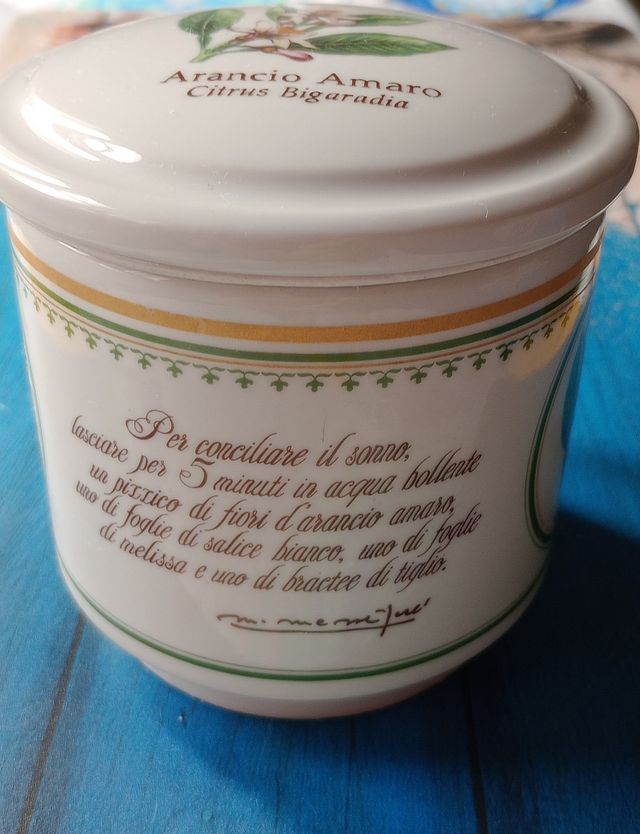 Arancio Amaro
Citrus Bigaradia
Per conciliare il sonno,
lasciare per 5 minuti in acqua bollente
un pizzico di fiori d'arancio amaro,
uno di foglie di salice bianco, uno di foglie
di melissa e uno di bractee di tiglio.